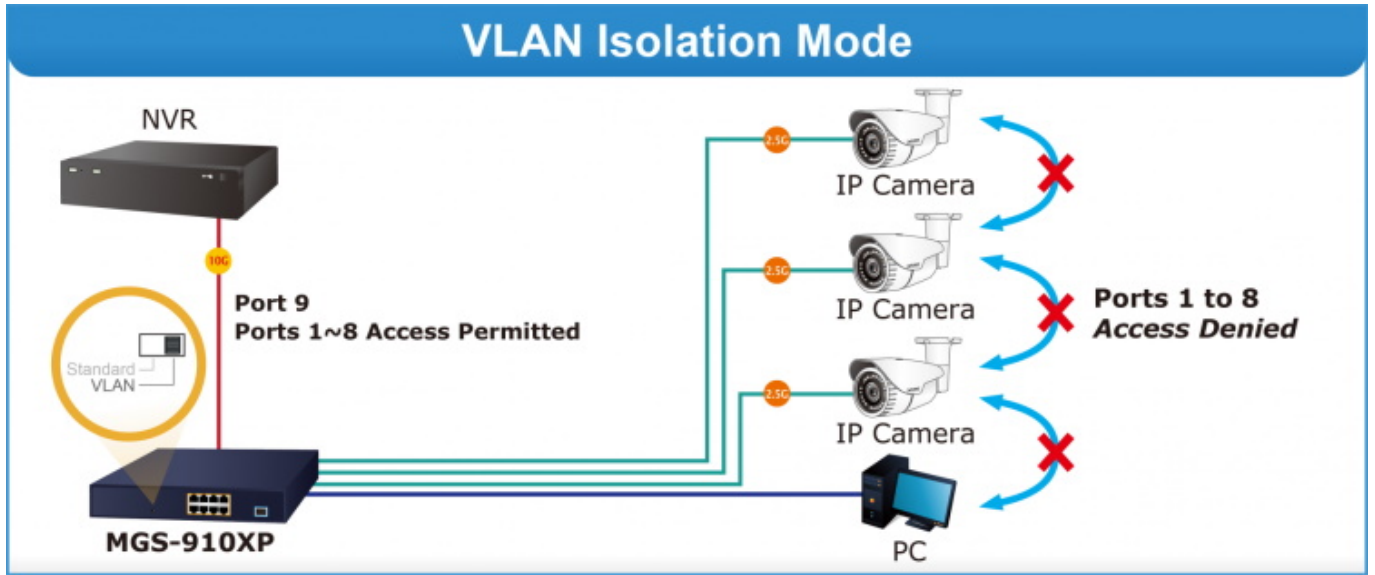 VLAN Isolation Mode
NVR
10G
Port 9
Ports 1~8 Access Permitted
Standard
VLAN
MGS-910XP
2.5G
IP Camera
2.5G
IP Camera
2.5G
IP Camera
PC
Ports 1 to 8
Access Denied